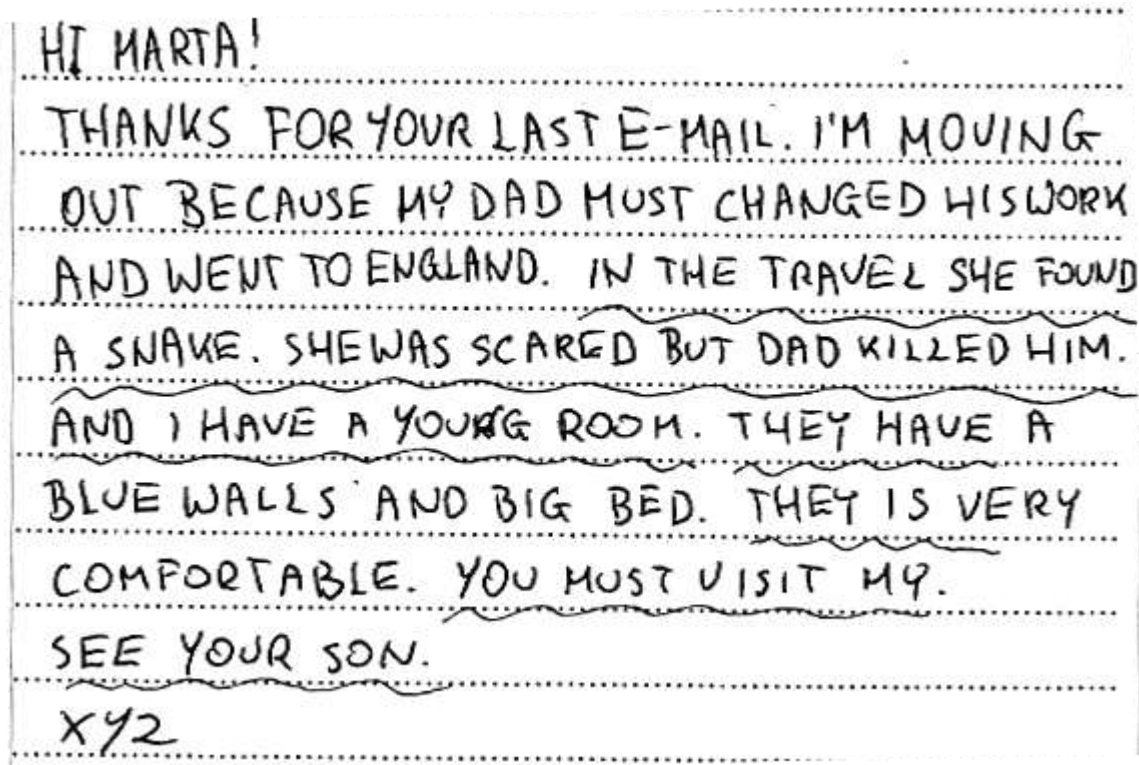 HI MARTA!
THANKS FOR YOUR LAST E-MAIL. I'M MOVING
OUT BECAUSE MY DAD MUST CHANGED HIS WORK
AND WENT TO ENGLAND. IN THE TRAVEL SHE FOUND
A SNAKE. SHE WAS SCARED BUT DAD KILLED HIM.
AND I HAVE A YOUNG ROOM. THEY HAVE A
BLUE WALLS AND BIG BED. THEY IS VERY
COMFORTABLE. YOU MUST VISIT MY.
SEE YOUR SON.
XYZ